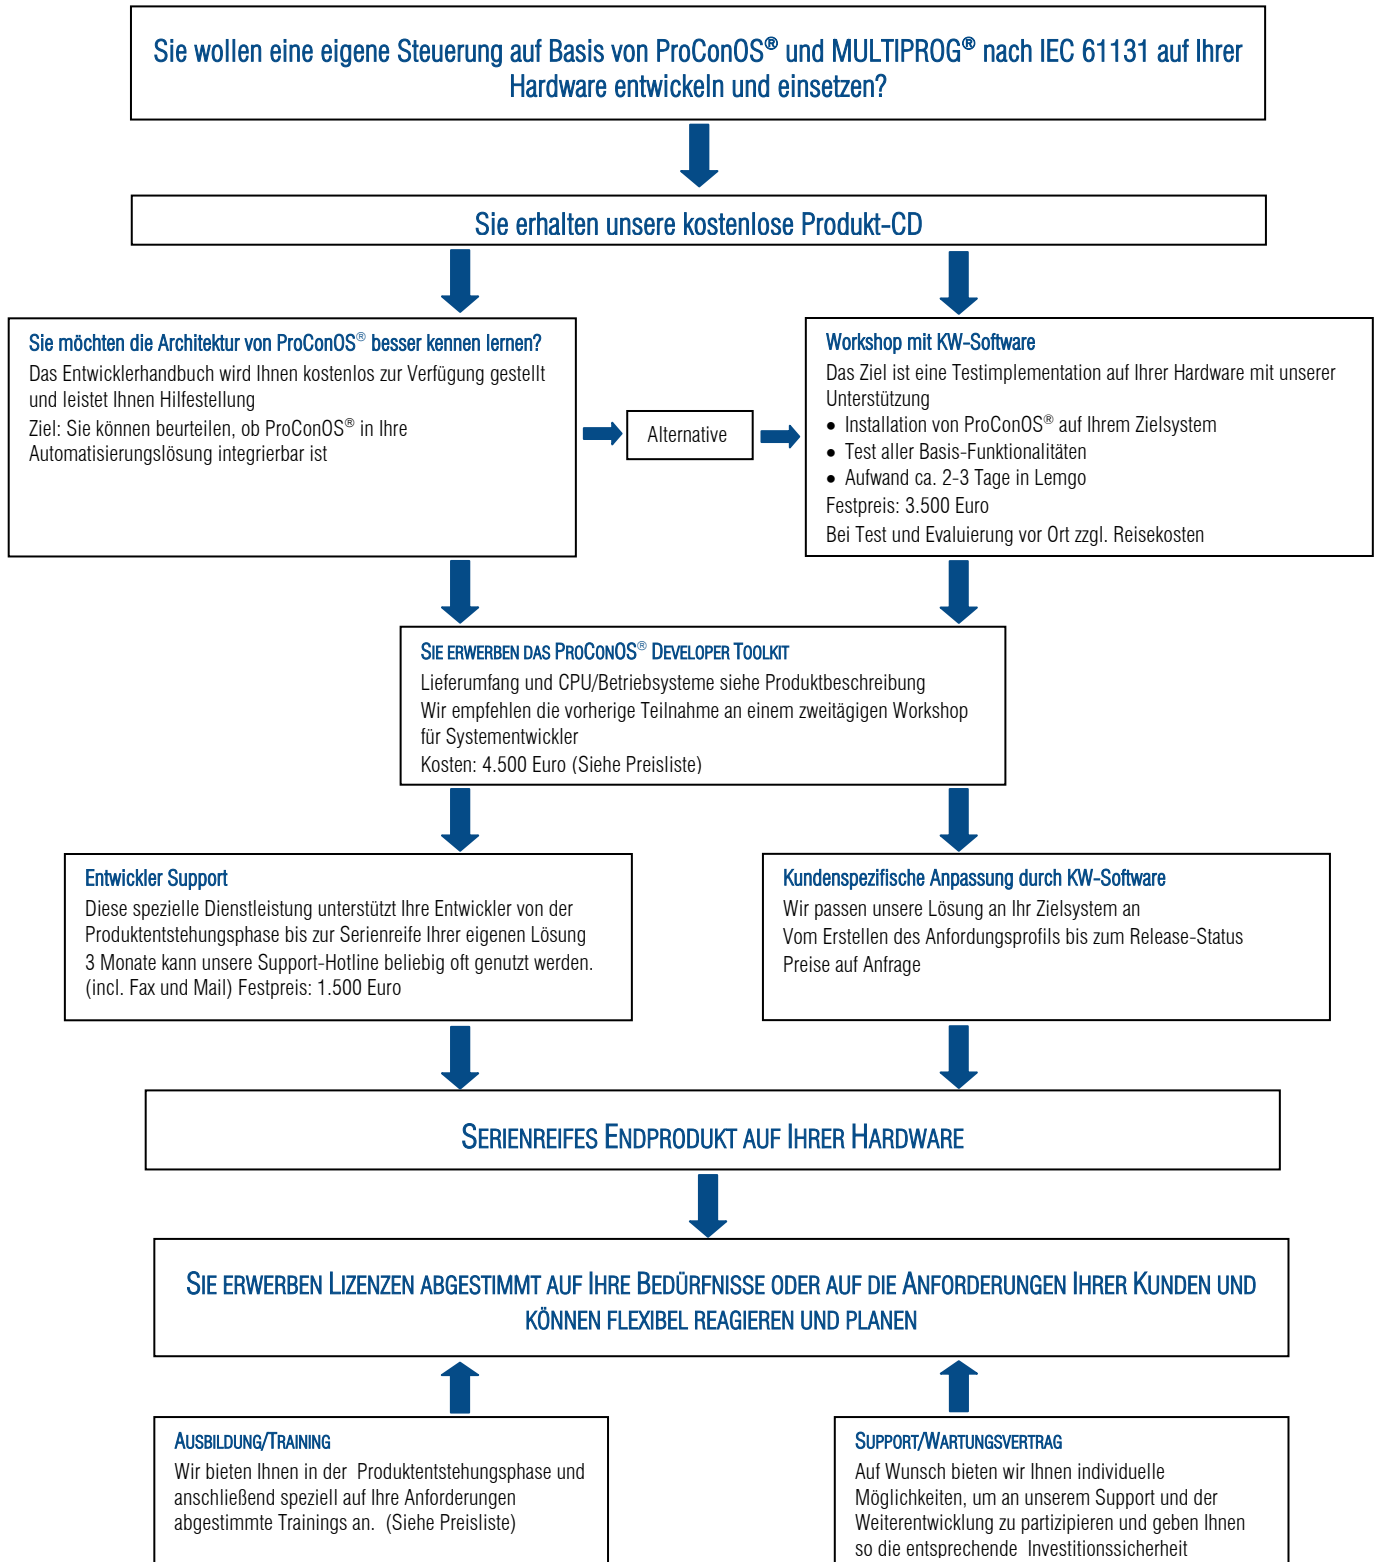 Sie wollen eine eigene Steuerung auf Basis von ProConOS® und MULTIPROG® nach IEC 61131 auf Ihrer
Hardware entwickeln und einsetzen?
Sie erhalten unsere kostenlose Produkt-CD
Sie möchten die Architektur von ProConOS® besser kennen lernen?
Das Entwicklerhandbuch wird Ihnen kostenlos zur Verfügung gestellt
und leistet Ihnen Hilfestellung
Ziel: Sie können beurteilen, ob ProConOS® in Ihre
Automatisierungslösung integrierbar ist
Alternative
Workshop mit KW-Software
Das Ziel ist eine Testimplementation auf Ihrer Hardware mit unserer
Unterstützung
• Installation von ProConOS® auf Ihrem Zielsystem
• Test aller Basis-Funktionalitäten
• Aufwand ca. 2-3 Tage in Lemgo
Festpreis: 3.500 Euro
Bei Test und Evaluierung vor Ort zzgl. Reisekosten
SIE ERWERBEN DAS PROCONOS® DEVELOPER TOOLKIT
Lieferumfang und CPU/Betriebsysteme siehe Produktbeschreibung
Wir empfehlen die vorherige Teilnahme an einem zweitägigen Workshop
für Systementwickler
Kosten: 4.500 Euro (Siehe Preisliste)
Entwickler Support
Diese spezielle Dienstleistung unterstützt Ihre Entwickler von der
Produktentstehungsphase bis zur Serienreife Ihrer eigenen Lösung
3 Monate kann unsere Support-Hotline beliebig oft genutzt werden.
(incl. Fax und Mail) Festpreis: 1.500 Euro
Kundenspezifische Anpassung durch KW-Software
Wir passen unsere Lösung an Ihr Zielsystem an
Vom Erstellen des Anfordungsprofils bis zum Release-Status
Preise auf Anfrage
SERIENREIFES ENDPRODUKT AUF IHRER HARDWARE
SIE ERWERBEN LIZENZEN ABGESTIMMT AUF IHRE BEDÜRFNISSE ODER AUF DIE ANFORDERUNGEN IHRER KUNDEN UND
KÖNNEN FLEXIBEL REAGIEREN UND PLANEN
AUSBILDUNG/TRAINING
Wir bieten Ihnen in der Produktentstehungsphase und
anschließend speziell auf Ihre Anforderungen
abgestimmte Trainings an. (Siehe Preisliste)
SUPPORT/WARTUNGSVERTRAG
Auf Wunsch bieten wir Ihnen individuelle
Möglichkeiten, um an unserem Support und der
Weiterentwicklung zu partizipieren und geben Ihnen
so die entsprechende Investitionssicherheit